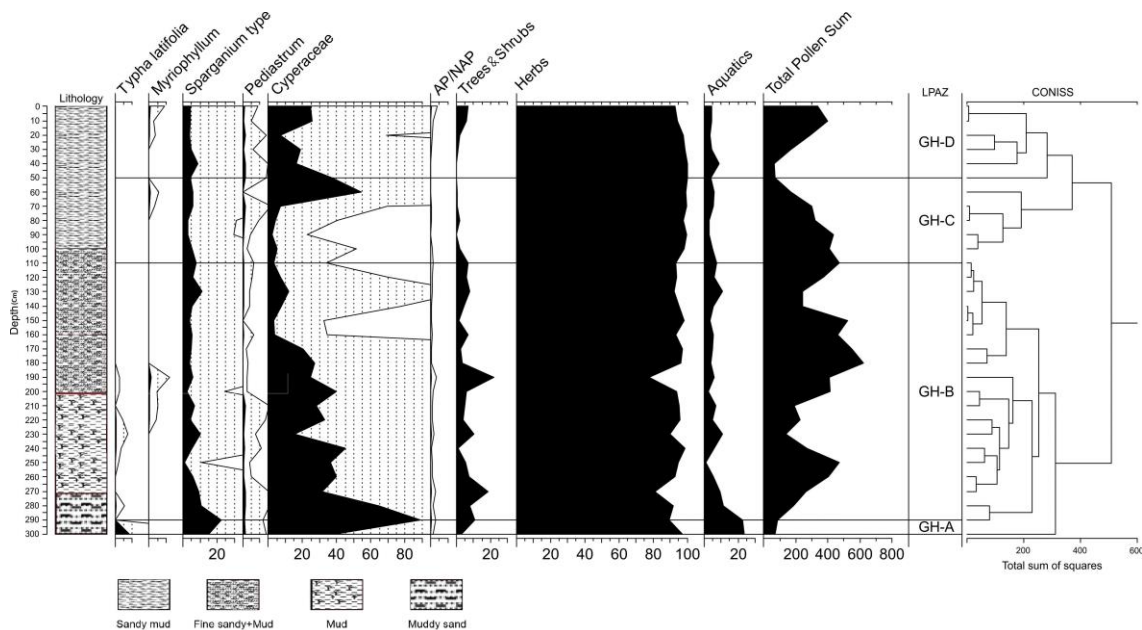 Typha latifolia
Myriophyllum
Sparganium type
Pediastrum
Cyperaceae
AP/NAP
Trees&Shrubs
Herbs
Aquatics
Total Pollen Sum
Lithology
LPAZ
CONISS
Depth(Cm)
0
10
20
30
40
50
60
70
80
90
100
110
120
130
140
150
160
170
180
190
200
210
220
230
240
250
260
270
280
290
300
GH-D
GH-C
GH-B
GH-A
20
20 40 60 80
20
20 40 60 80 100
20
200 400 600 800
200 400 600
Total sum of squares
Sandy mud
Fine sandy+Mud
Mud
Muddy sand